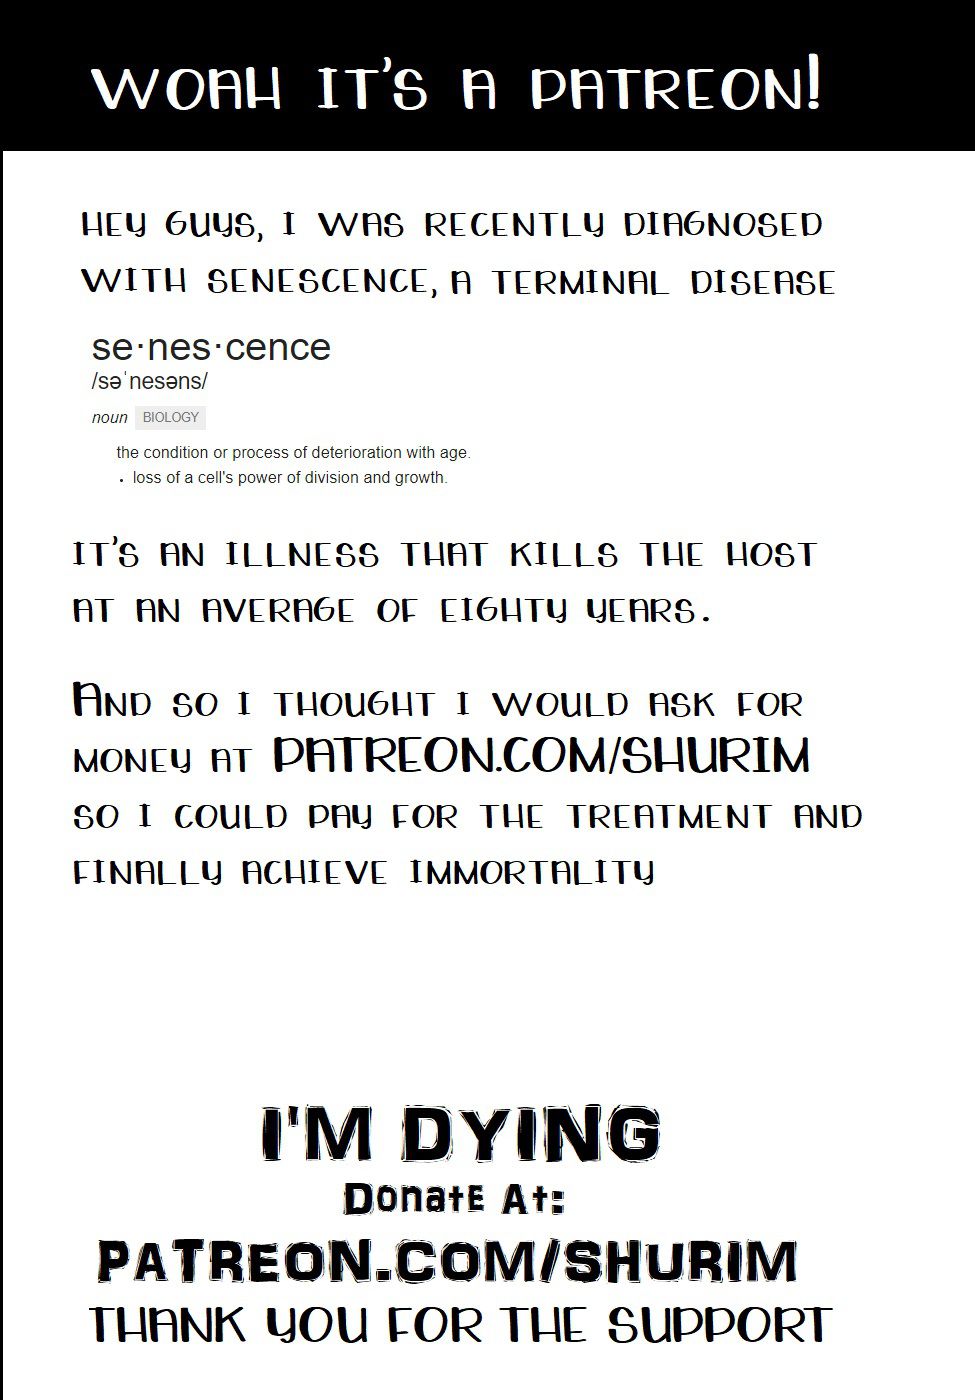 WOAH IT'S A PATREON!
HEY GUYS, I WAS RECENTLY DIAGNOSED
WITH SENESCENCE, A TERMINAL DISEASE
se·nes·cence
/səˈnesəns/
noun BIOLOGY
the condition or process of deterioration with age.
• loss of a cell's power of division and growth.
IT'S AN ILLNESS THAT KILLS THE HOST
AT AN AVERAGE OF EIGHTY YEARS.
AND SO I THOUGHT I WOULD ASK FOR
MONEY AT PATREON.COM/SHURIM
SO I COULD PAY FOR THE TREATMENT AND
FINALLY ACHIEVE IMMORTALITY
I'M DYING
Donate At:
PATREON.COM/SHURIM
THANK YOU FOR THE SUPPORT